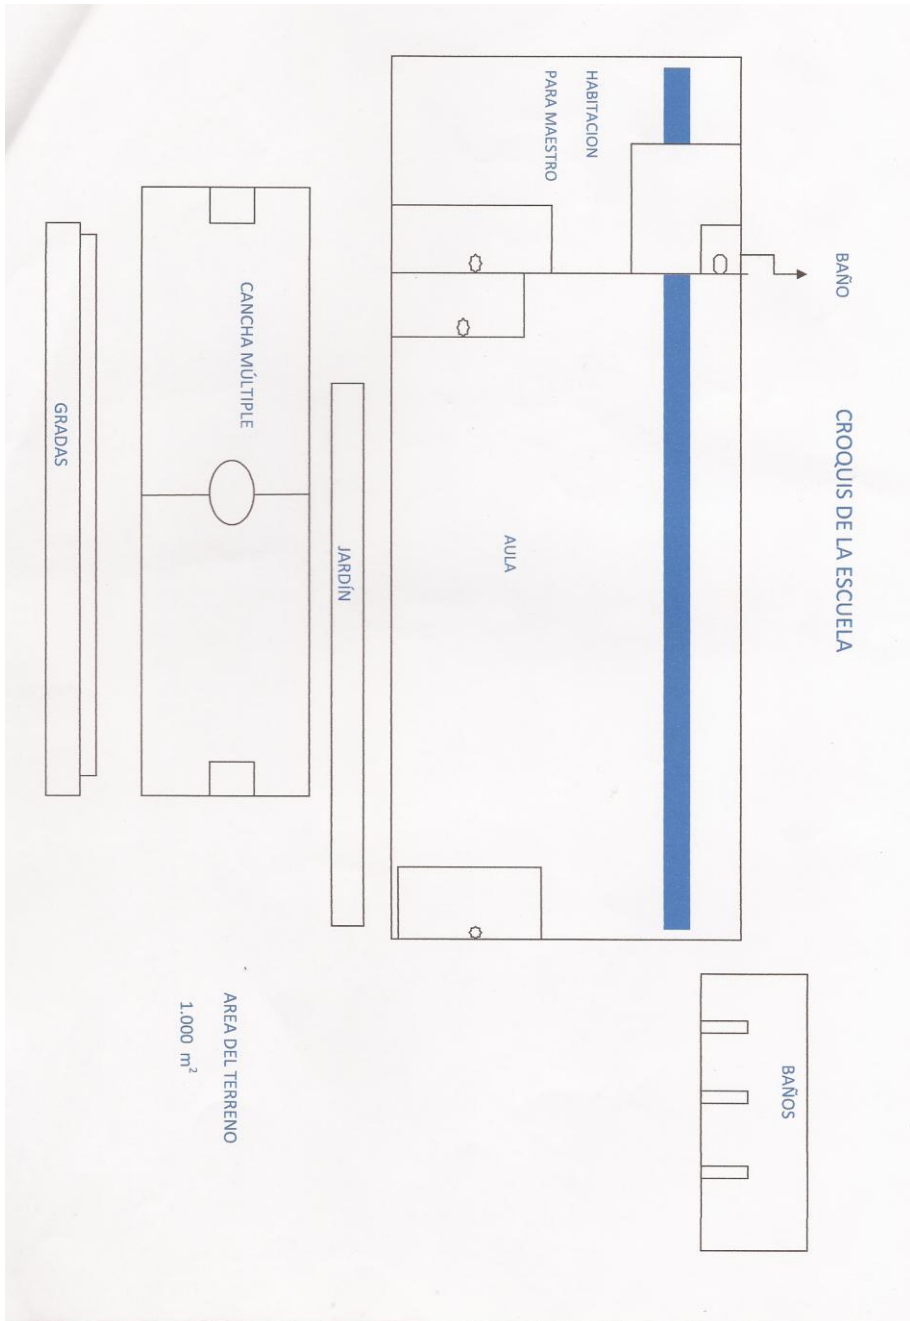 CROQUIS DE LA ESCUELA
BAÑO
HABITACION
PARA MAESTRO
AULA
BAÑOS
JARDÍN
CANCHA MÚLTIPLE
GRADAS
AREA DEL TERRENO
1.000 m²